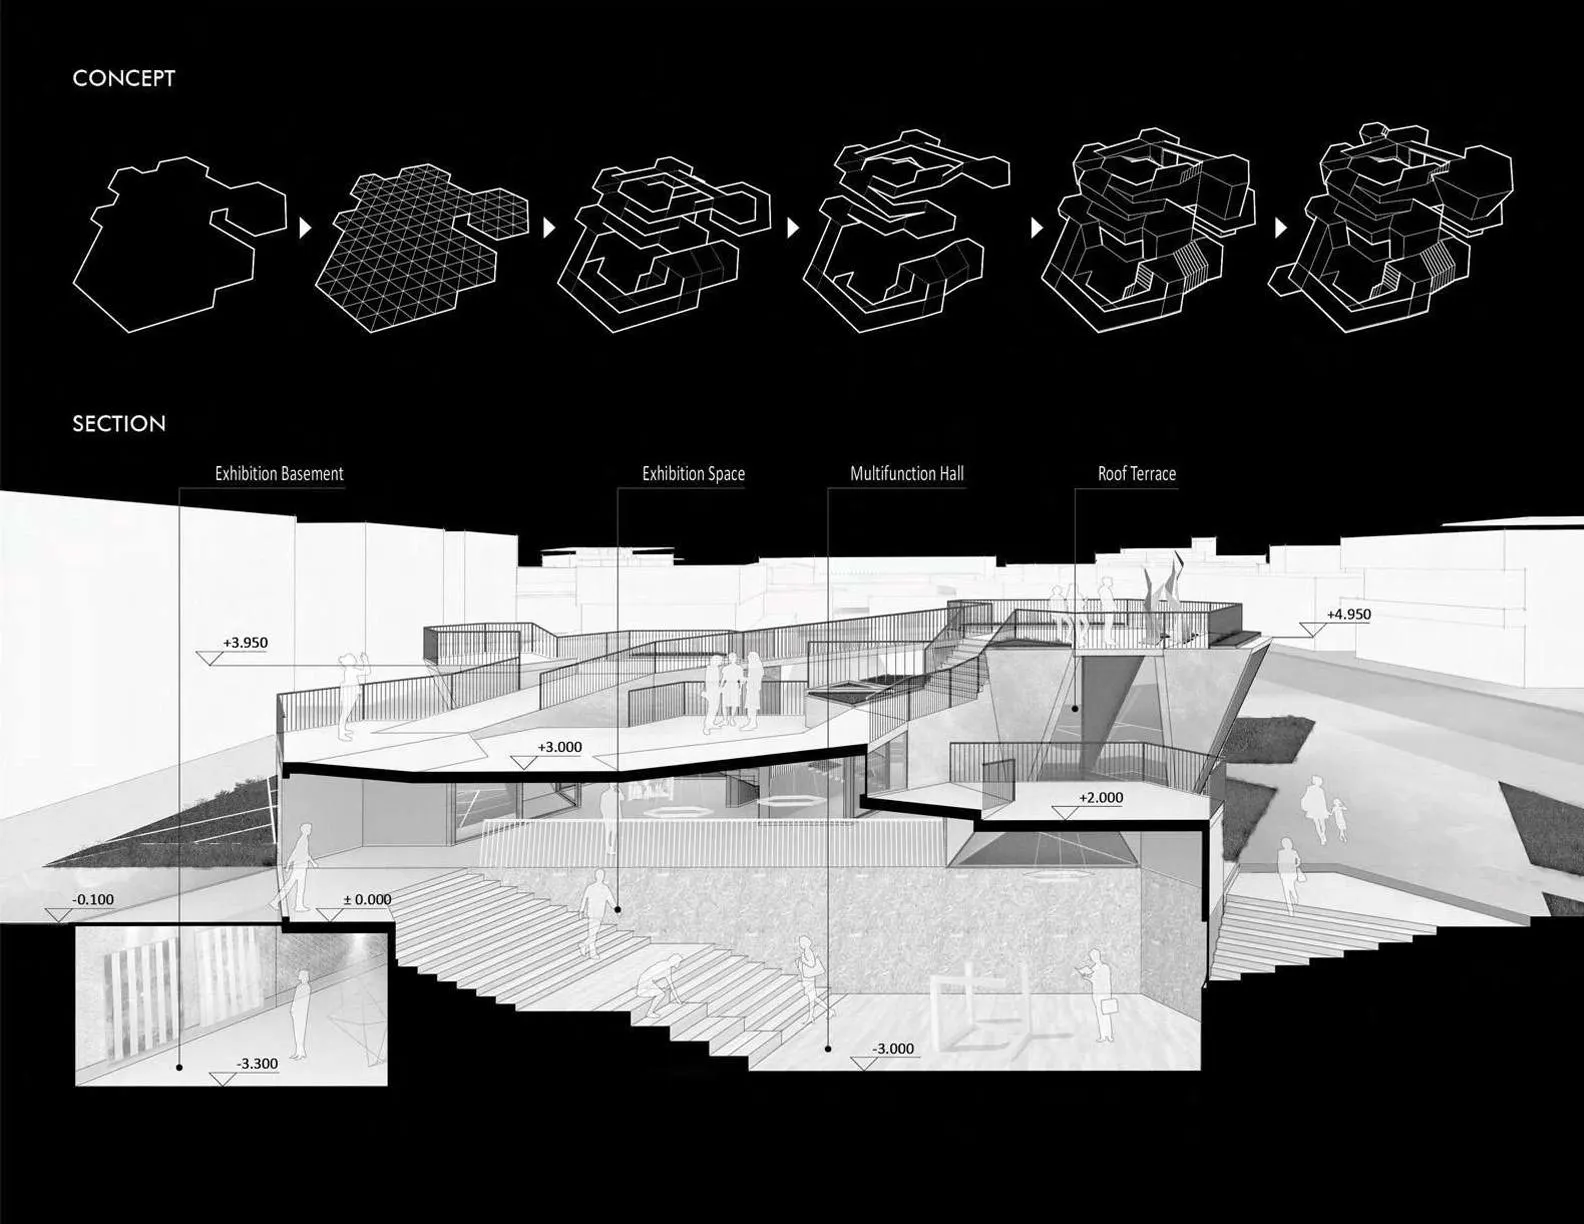 CONCEPT
SECTION
Exhibition Basement
Exhibition Space
Multifunction Hall
Roof Terrace
+4.950
+3.950
+3.000
+2.000
-0.100
± 0.000
-3.000
-3.300